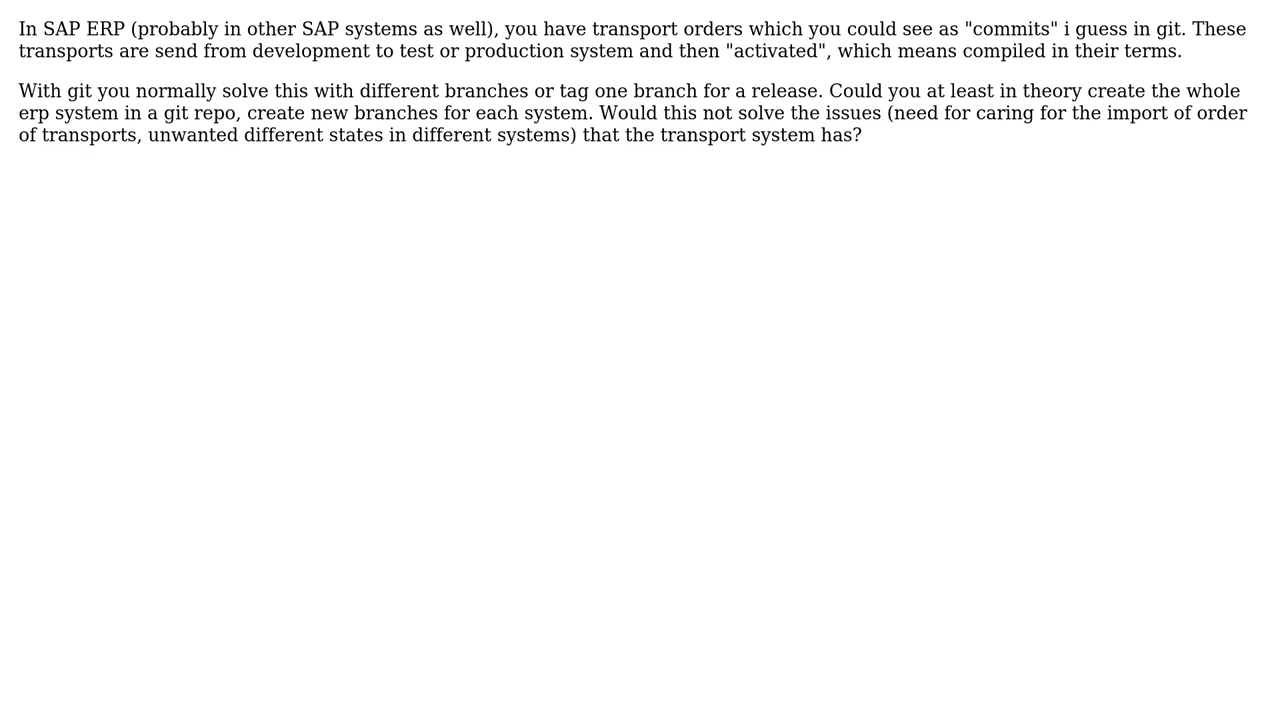 In SAP ERP (probably in other SAP systems as well), you have transport orders which you could see as "commits" i guess in git. These
transports are send from development to test or production system and then "activated", which means compiled in their terms.
With git you normally solve this with different branches or tag one branch for a release. Could you at least in theory create the whole
erp system in a git repo, create new branches for each system. Would this not solve the issues (need for caring for the import of order
of transports, unwanted different states in different systems) that the transport system has?